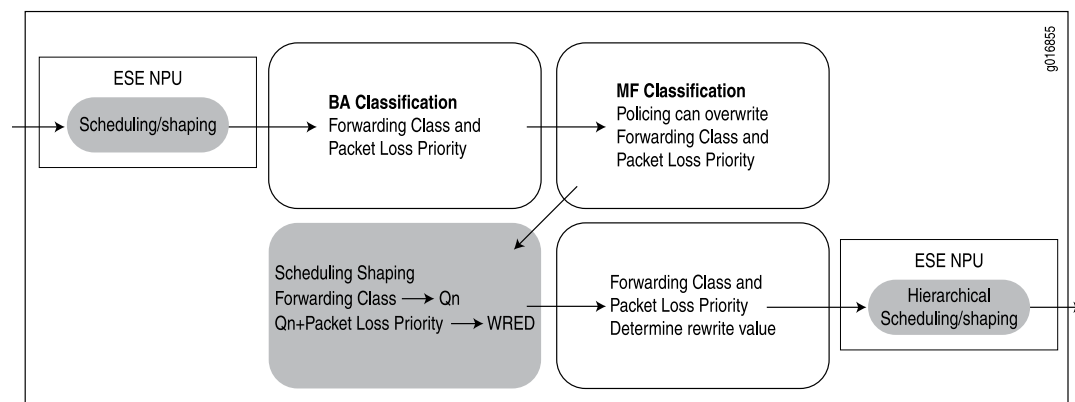 ESE NPU
Scheduling/shaping
BA Classification
Forwarding Class and
Packet Loss Priority
MF Classification
Policing can overwrite
Forwarding Class and
Packet Loss Priority
g016855
Scheduling Shaping
Forwarding Class → Qn
Qn+Packet Loss Priority → WRED
Forwarding Class and
Packet Loss Priority
Determine rewrite value
ESE NPU
Hierarchical
Scheduling/shaping